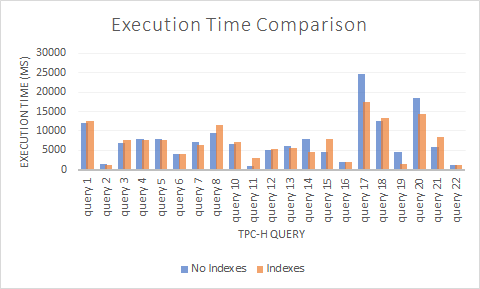 Execution Time Comparison
EXECUTION TIME (MS)
30000
25000
20000
15000
10000
5000
0
query 1
query 2
query 3
query 4
query 5
query 6
query 7
query 8
query 10
query 11
query 12
query 13
query 14
query 15
query 16
query 17
query 18
query 19
query 20
query 21
query 22
TPC-H QUERY
No Indexes
Indexes